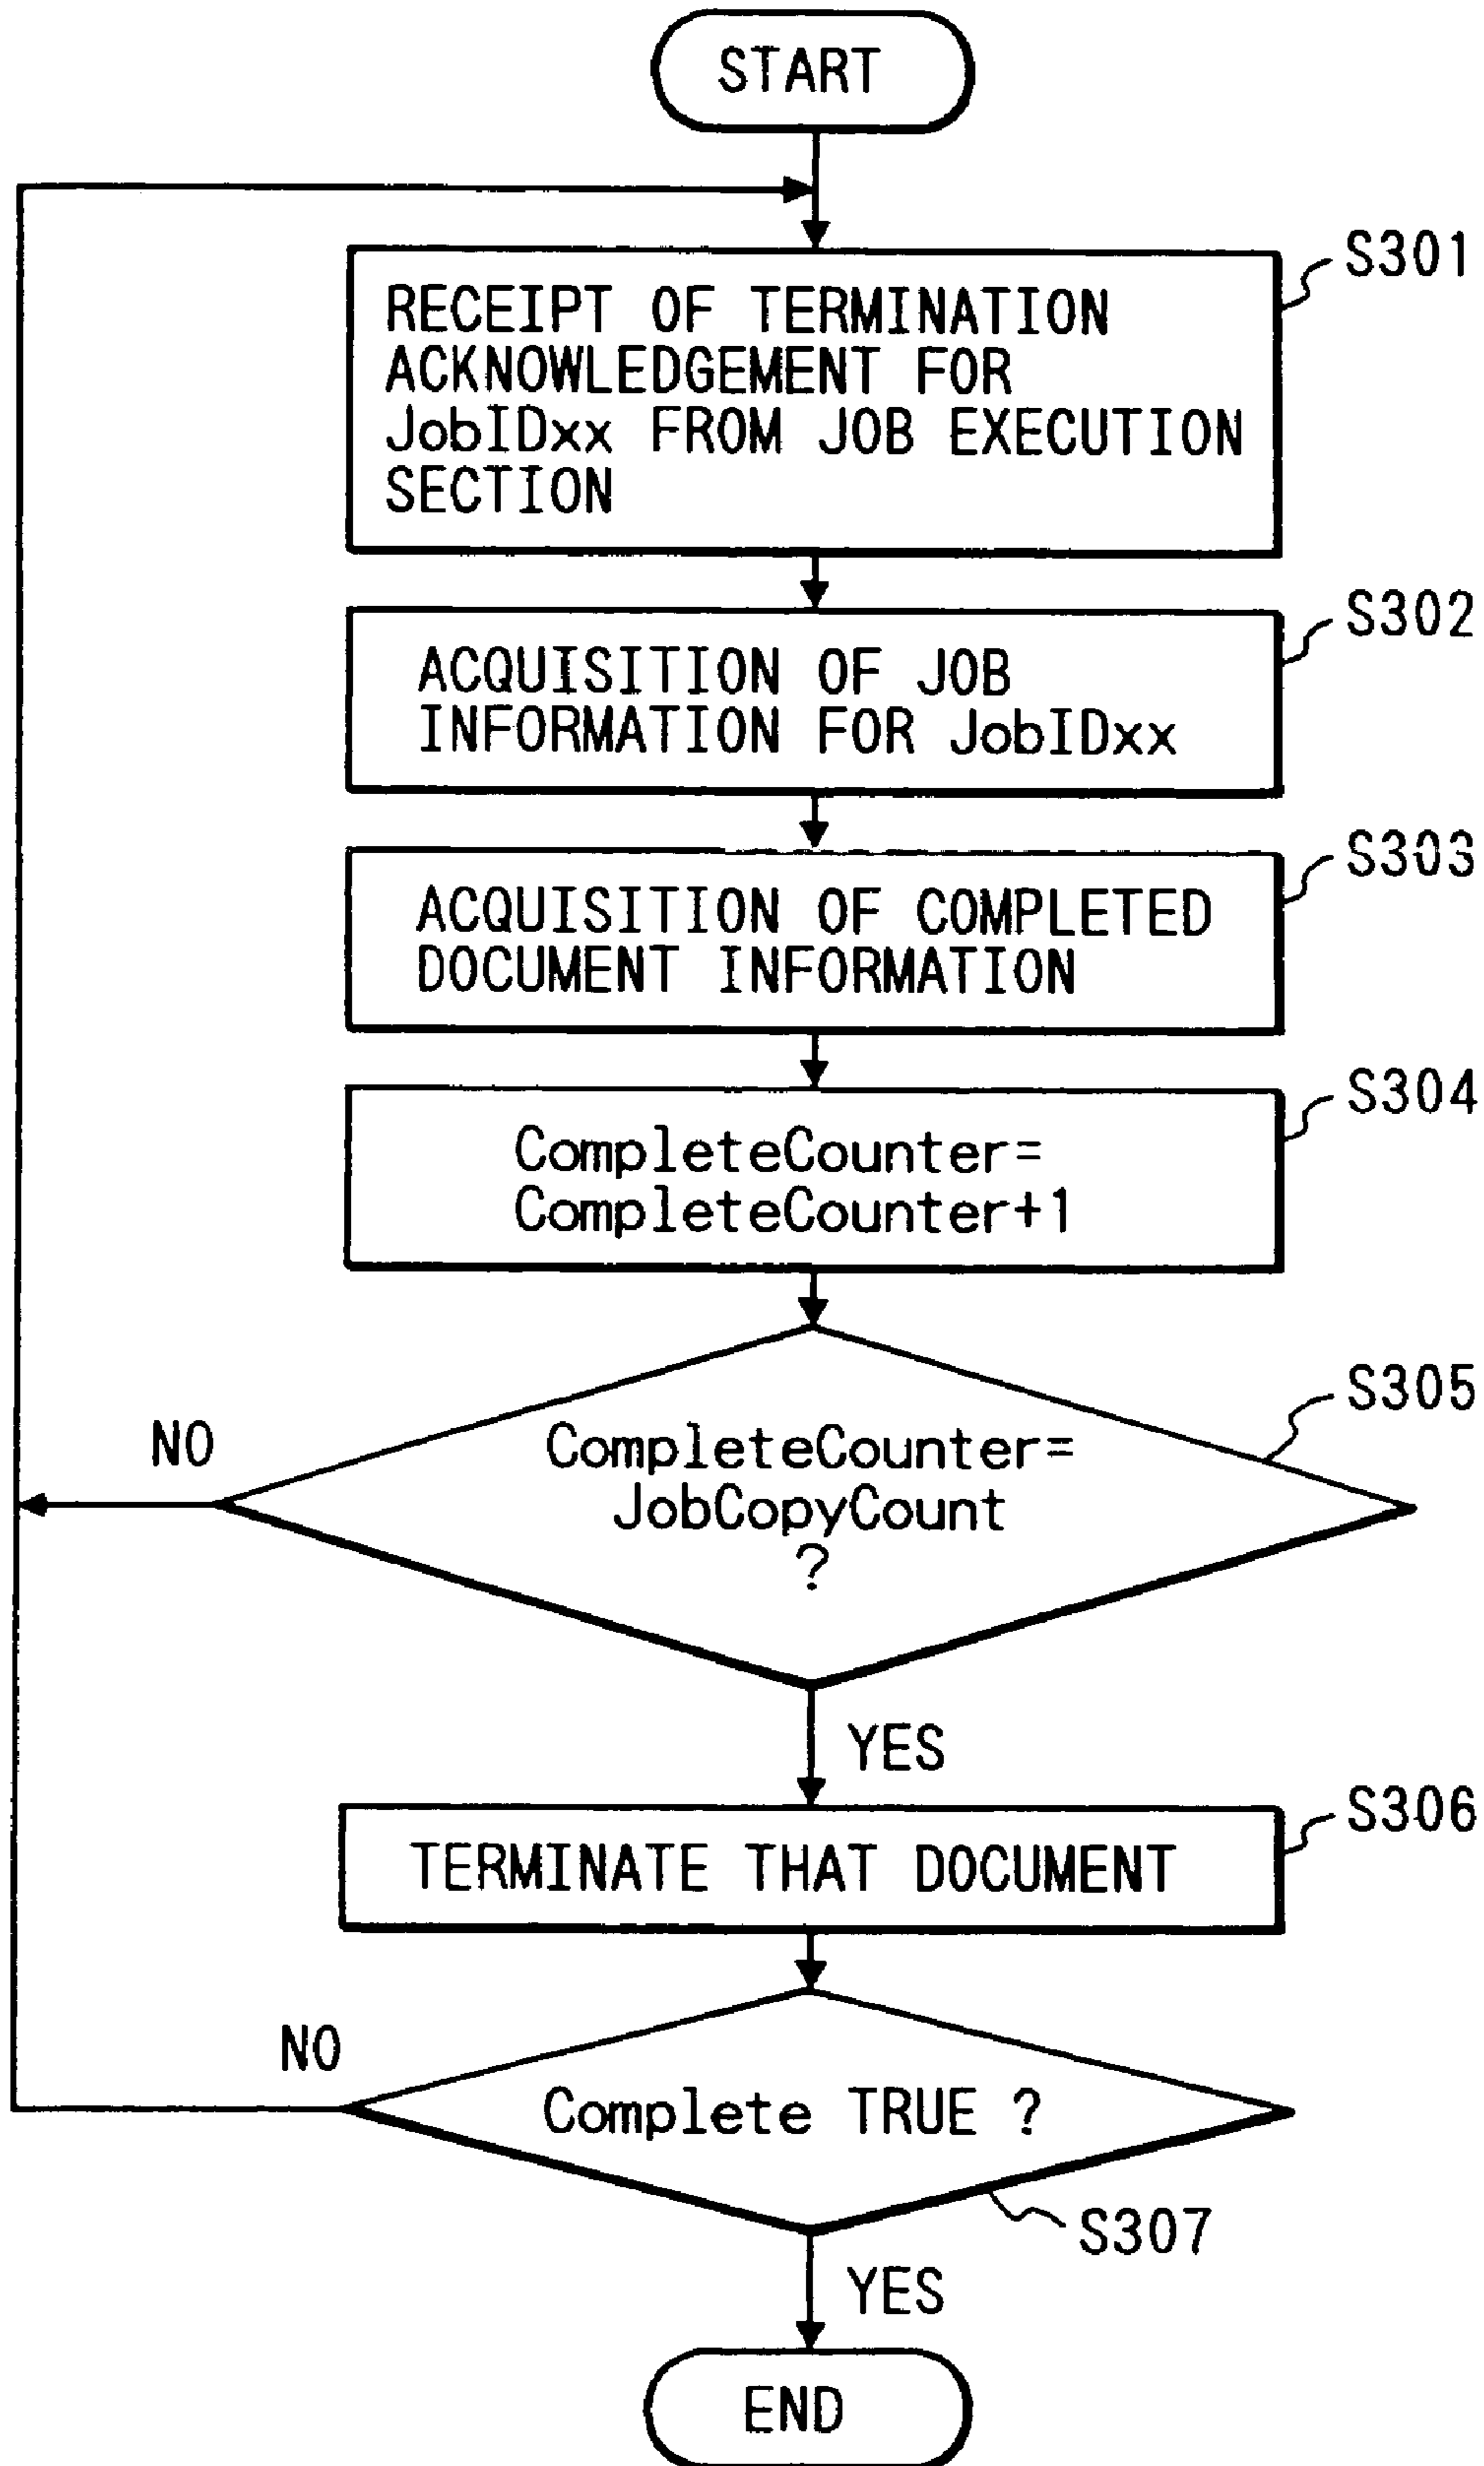 START
S301
RECEIPT OF TERMINATION
ACKNOWLEDGEMENT FOR
JobIDxx FROM JOB EXECUTION
SECTION
S302
ACQUISITION OF JOB
INFORMATION FOR JobIDxx
S303
ACQUISITION OF COMPLETED
DOCUMENT INFORMATION
S304
CompleteCounter=
CompleteCounter+1
S305
NO
CompleteCounter=
JobCopyCount
?
YES
S306
TERMINATE THAT DOCUMENT
NO
Complete TRUE ?
S307
YES
END